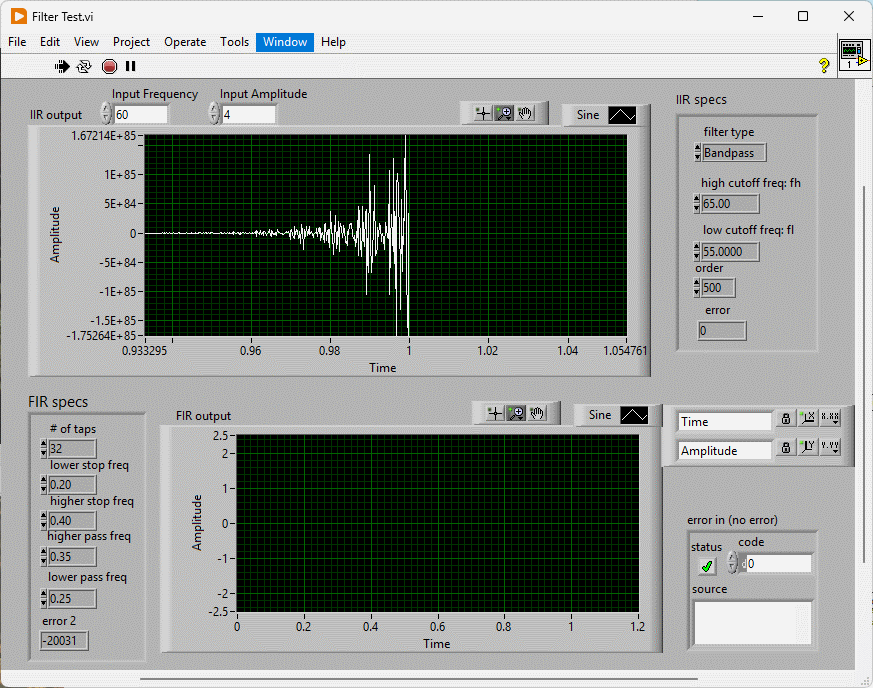 Filter Test.vi
File Edit View Project Operate Tools Window Help
?
1
Input Frequency Input Amplitude
IIR output 60 4
Sine
1.67214E+85
1E+85
5E+84
0
-5E+84
-1E+85
-1.5E+85
-1.75264E+85
Amplitude
0.933295 0.96 0.98 1 1.02 1.04 1.054761
Time
IIR specs
filter type
Bandpass
high cutoff freq: fh
65.00
low cutoff freq: fl
55.0000
order
500
error
0
FIR specs
# of taps
32
lower stop freq
0.20
higher stop freq
0.40
higher pass freq
0.35
lower pass freq
0.25
error 2
-20031
FIR output
Sine
2.5
2
1
0
-1
-2
-2.5
Amplitude
0 0.2 0.4 0.6 0.8 1 1.2
Time
Time X X.XX
Amplitude Y Y.YY
error in (no error)
status code
d0
source